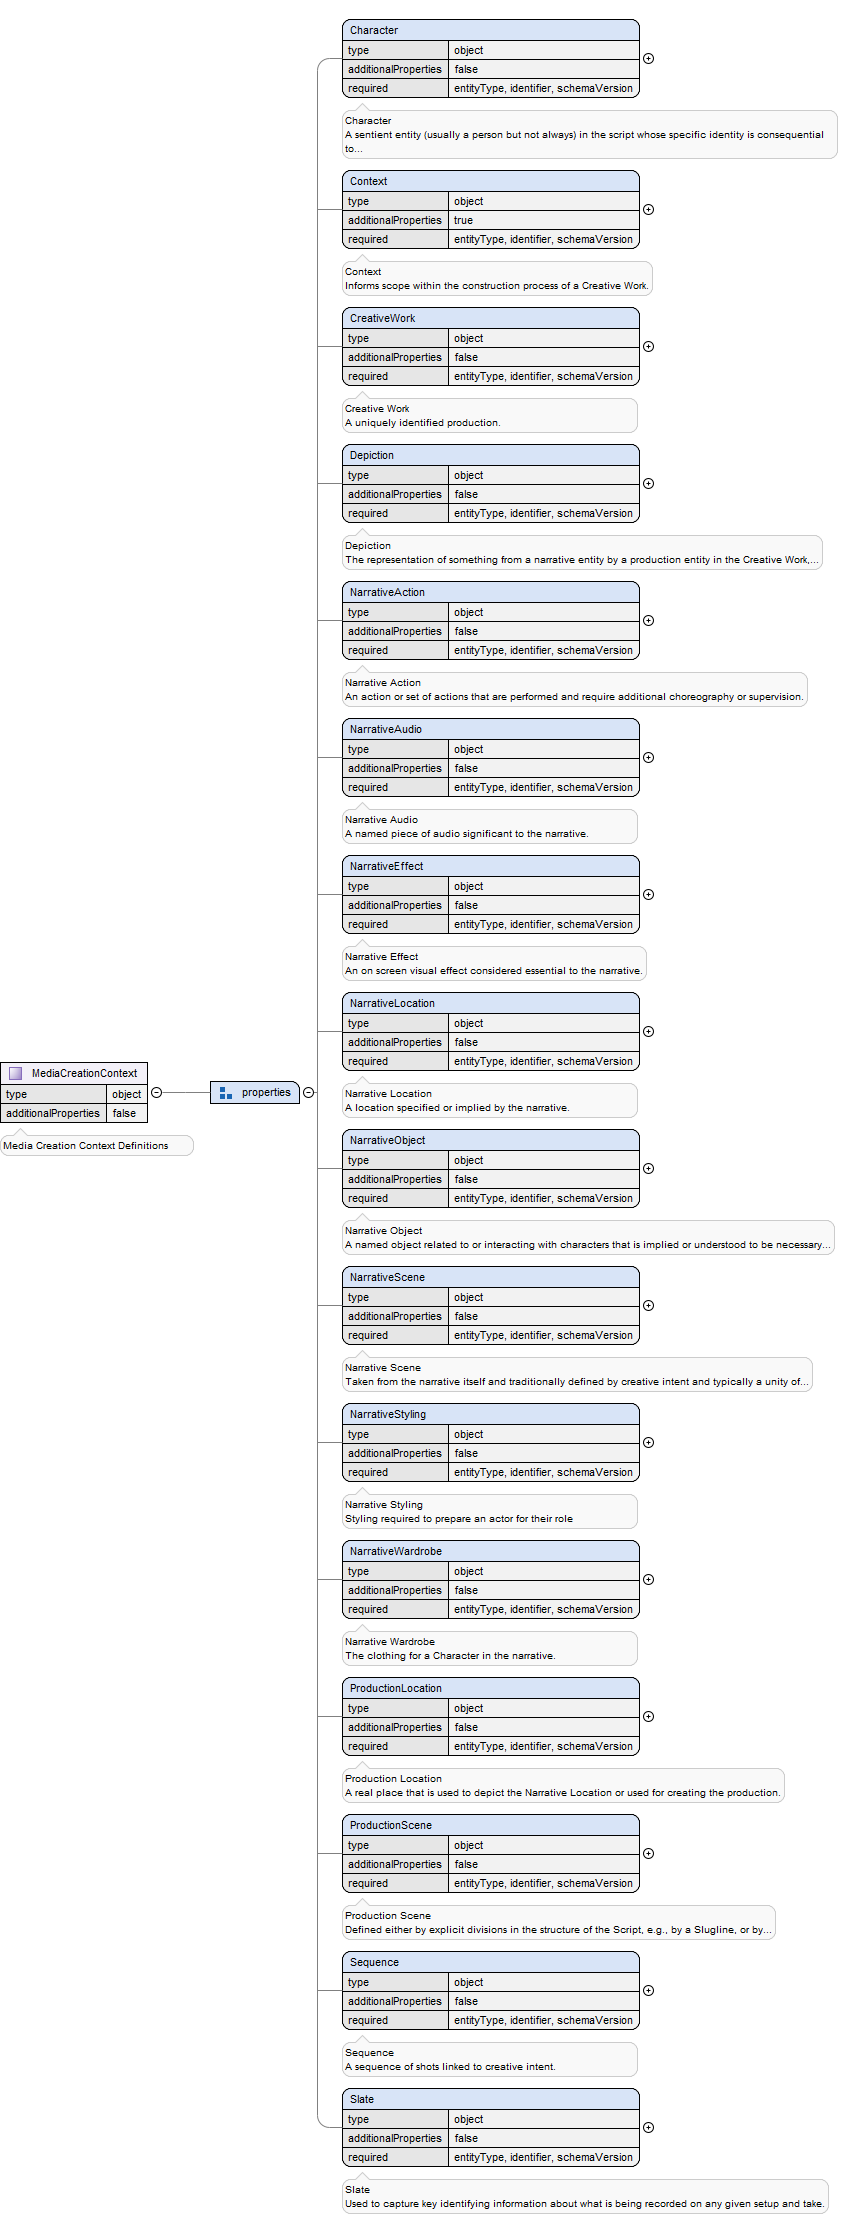 Character
type object
additionalProperties false
required entityType, identifier, schemaVersion
Character
A sentient entity (usually a person but not always) in the script whose specific identity is consequential
to...
Context
type object
additionalProperties true
required entityType, identifier, schemaVersion
Context
Informs scope within the construction process of a Creative Work.
CreativeWork
type object
additionalProperties false
required entityType, identifier, schemaVersion
Creative Work
A uniquely identified production.
Depiction
type object
additionalProperties false
required entityType, identifier, schemaVersion
Depiction
The representation of something from a narrative entity by a production entity in the Creative Work,...
NarrativeAction
type object
additionalProperties false
required entityType, identifier, schemaVersion
Narrative Action
An action or set of actions that are performed and require additional choreography or supervision.
NarrativeAudio
type object
additionalProperties false
required entityType, identifier, schemaVersion
Narrative Audio
A named piece of audio significant to the narrative.
NarrativeEffect
type object
additionalProperties false
required entityType, identifier, schemaVersion
Narrative Effect
An on screen visual effect considered essential to the narrative.
NarrativeLocation
type object
additionalProperties false
required entityType, identifier, schemaVersion
Narrative Location
A location specified or implied by the narrative.
MediaCreationContext
type object
additionalProperties false
Media Creation Context Definitions
properties
NarrativeObject
type object
additionalProperties false
required entityType, identifier, schemaVersion
Narrative Object
A named object related to or interacting with characters that is implied or understood to be necessary...
NarrativeScene
type object
additionalProperties false
required entityType, identifier, schemaVersion
Narrative Scene
Taken from the narrative itself and traditionally defined by creative intent and typically a unity of...
NarrativeStyling
type object
additionalProperties false
required entityType, identifier, schemaVersion
Narrative Styling
Styling required to prepare an actor for their role
NarrativeWardrobe
type object
additionalProperties false
required entityType, identifier, schemaVersion
Narrative Wardrobe
The clothing for a Character in the narrative.
ProductionLocation
type object
additionalProperties false
required entityType, identifier, schemaVersion
Production Location
A real place that is used to depict the Narrative Location or used for creating the production.
ProductionScene
type object
additionalProperties false
required entityType, identifier, schemaVersion
Production Scene
Defined either by explicit divisions in the structure of the Script, e.g., by a Slugline, or by...
Sequence
type object
additionalProperties false
required entityType, identifier, schemaVersion
Sequence
A sequence of shots linked to creative intent.
Slate
type object
additionalProperties false
required entityType, identifier, schemaVersion
Slate
Used to capture key identifying information about what is being recorded on any given setup and take.